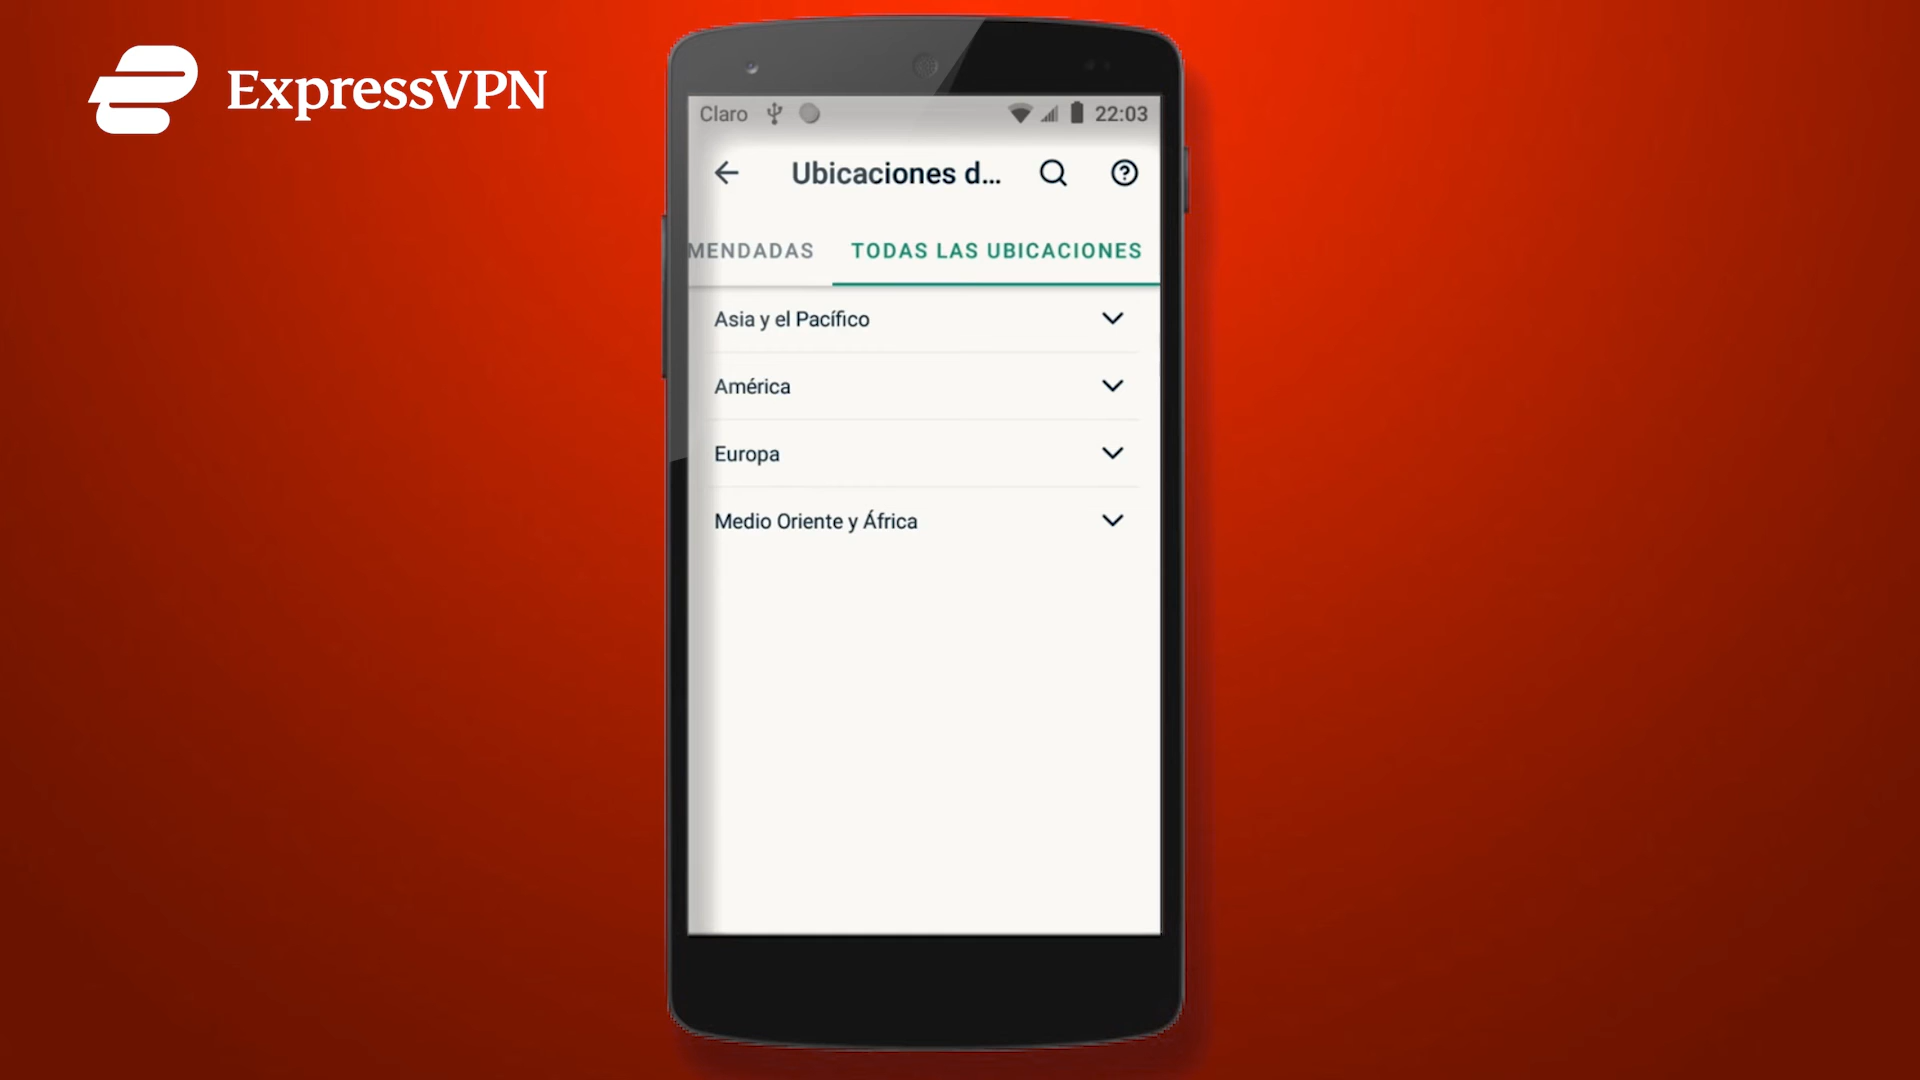 ExpressVPN
Claro 22:03
Ubicaciones d...
MENDADAS TODAS LAS UBICACIONES
Asia y el Pacífico
América
Europa
Medio Oriente y África